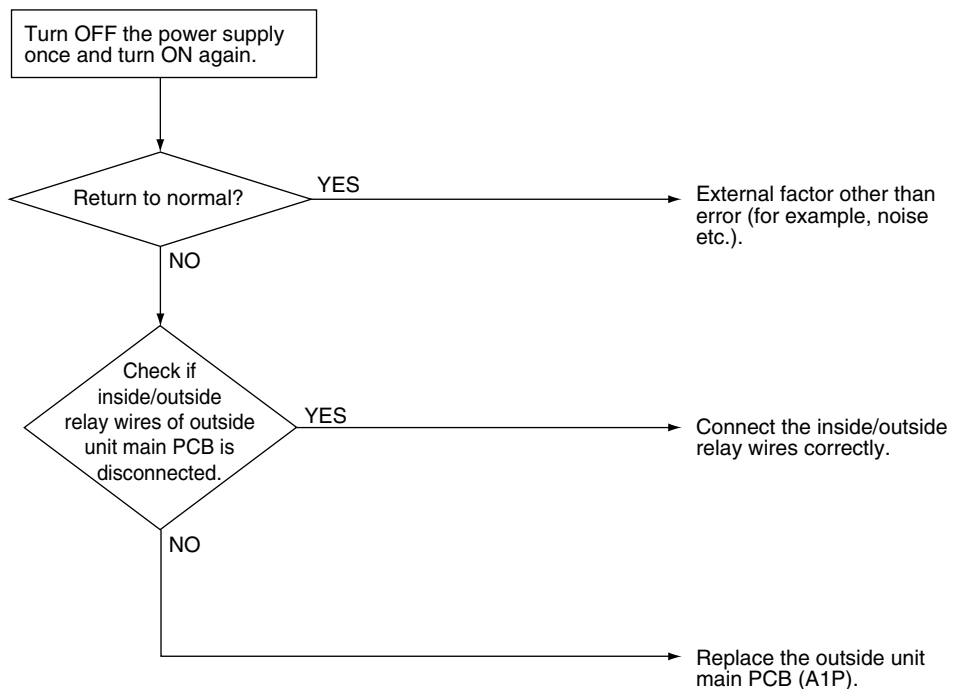 Turn OFF the power supply
once and turn ON again.
Return to normal?
YES
External factor other than
error (for example, noise
etc.).
NO
Check if
inside/outside
relay wires of outside
unit main PCB is
disconnected.
YES
Connect the inside/outside
relay wires correctly.
NO
Replace the outside unit
main PCB (A1P).